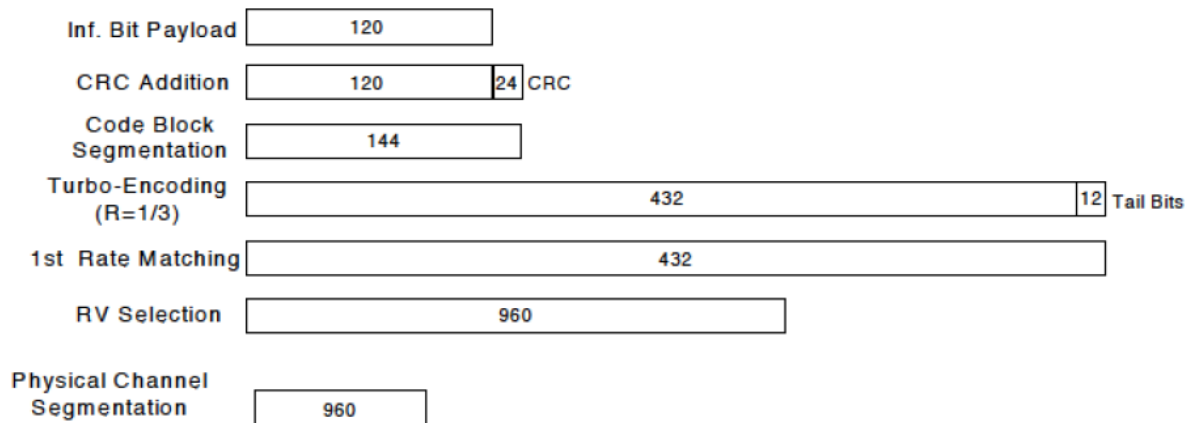 Inf. Bit Payload 120
CRC Addition 120 24 CRC
Code Block
Segmentation 144
Turbo-Encoding
(R=1/3) 432 12 Tail Bits
1st Rate Matching 432
RV Selection 960
Physical Channel
Segmentation 960